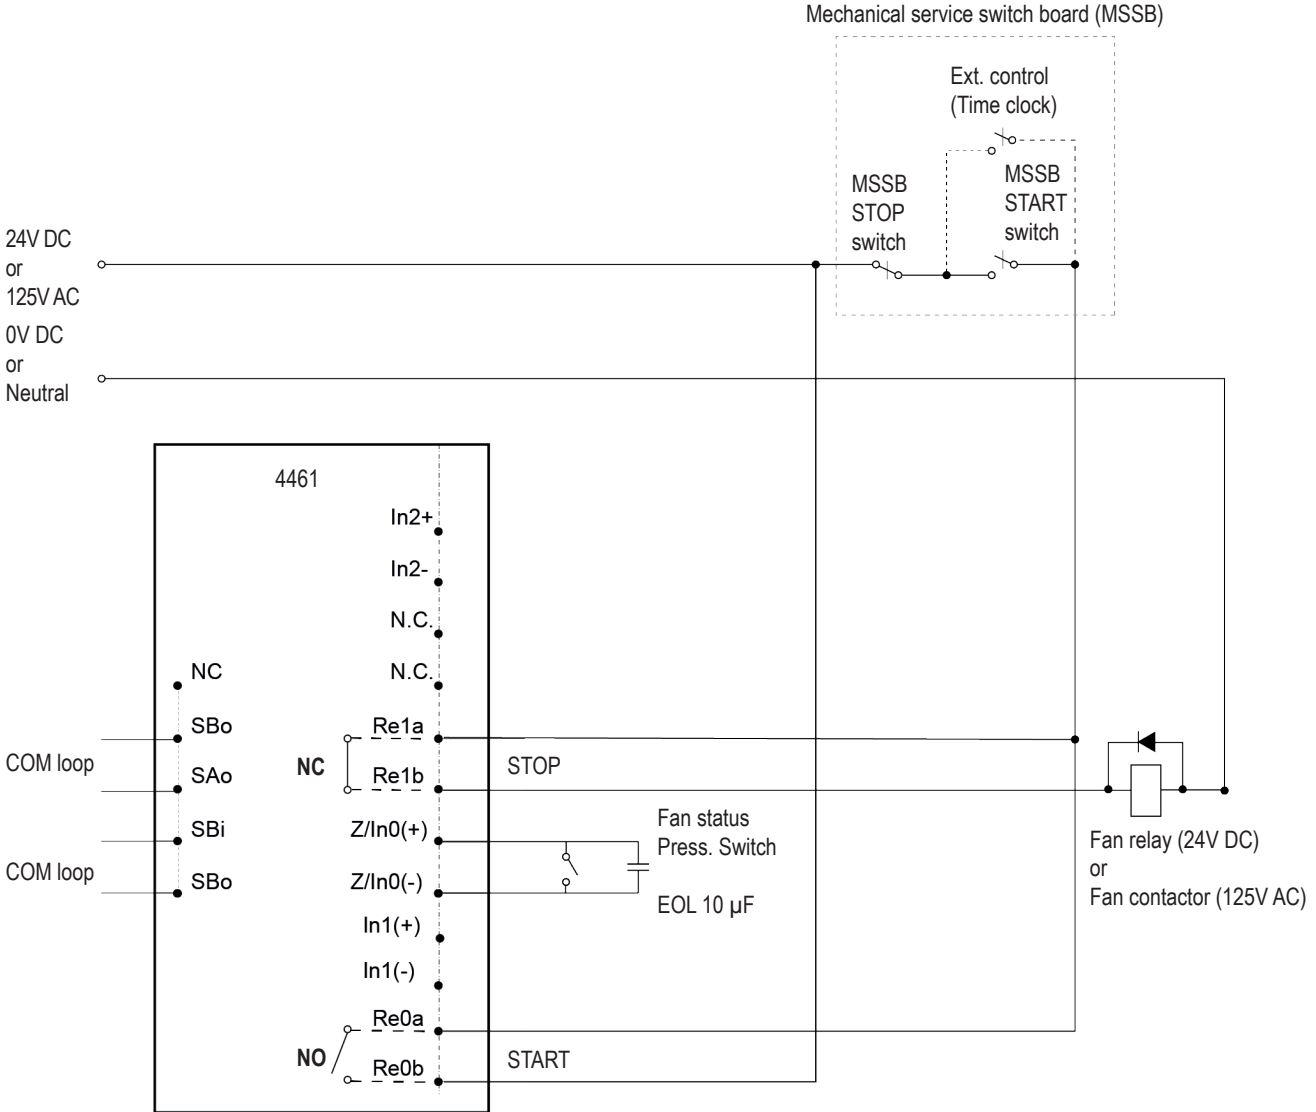 Mechanical service switch board (MSSB)
Ext. control
(Time clock)
MSSB
STOP
switch
MSSB
START
switch
24V DC
or
125V AC
0V DC
or
Neutral
4461
In2+
In2-
N.C.
N.C.
NC
SBo
SAo
SBi
SBo
COM loop
COM loop
NC
Re1a
Re1b
STOP
Z/In0(+)
Z/In0(-)
Fan status
Press. Switch
EOL 10 µF
In1(+)
In1(-)
Re0a
NO
Re0b
START
Fan relay (24V DC)
or
Fan contactor (125V AC)